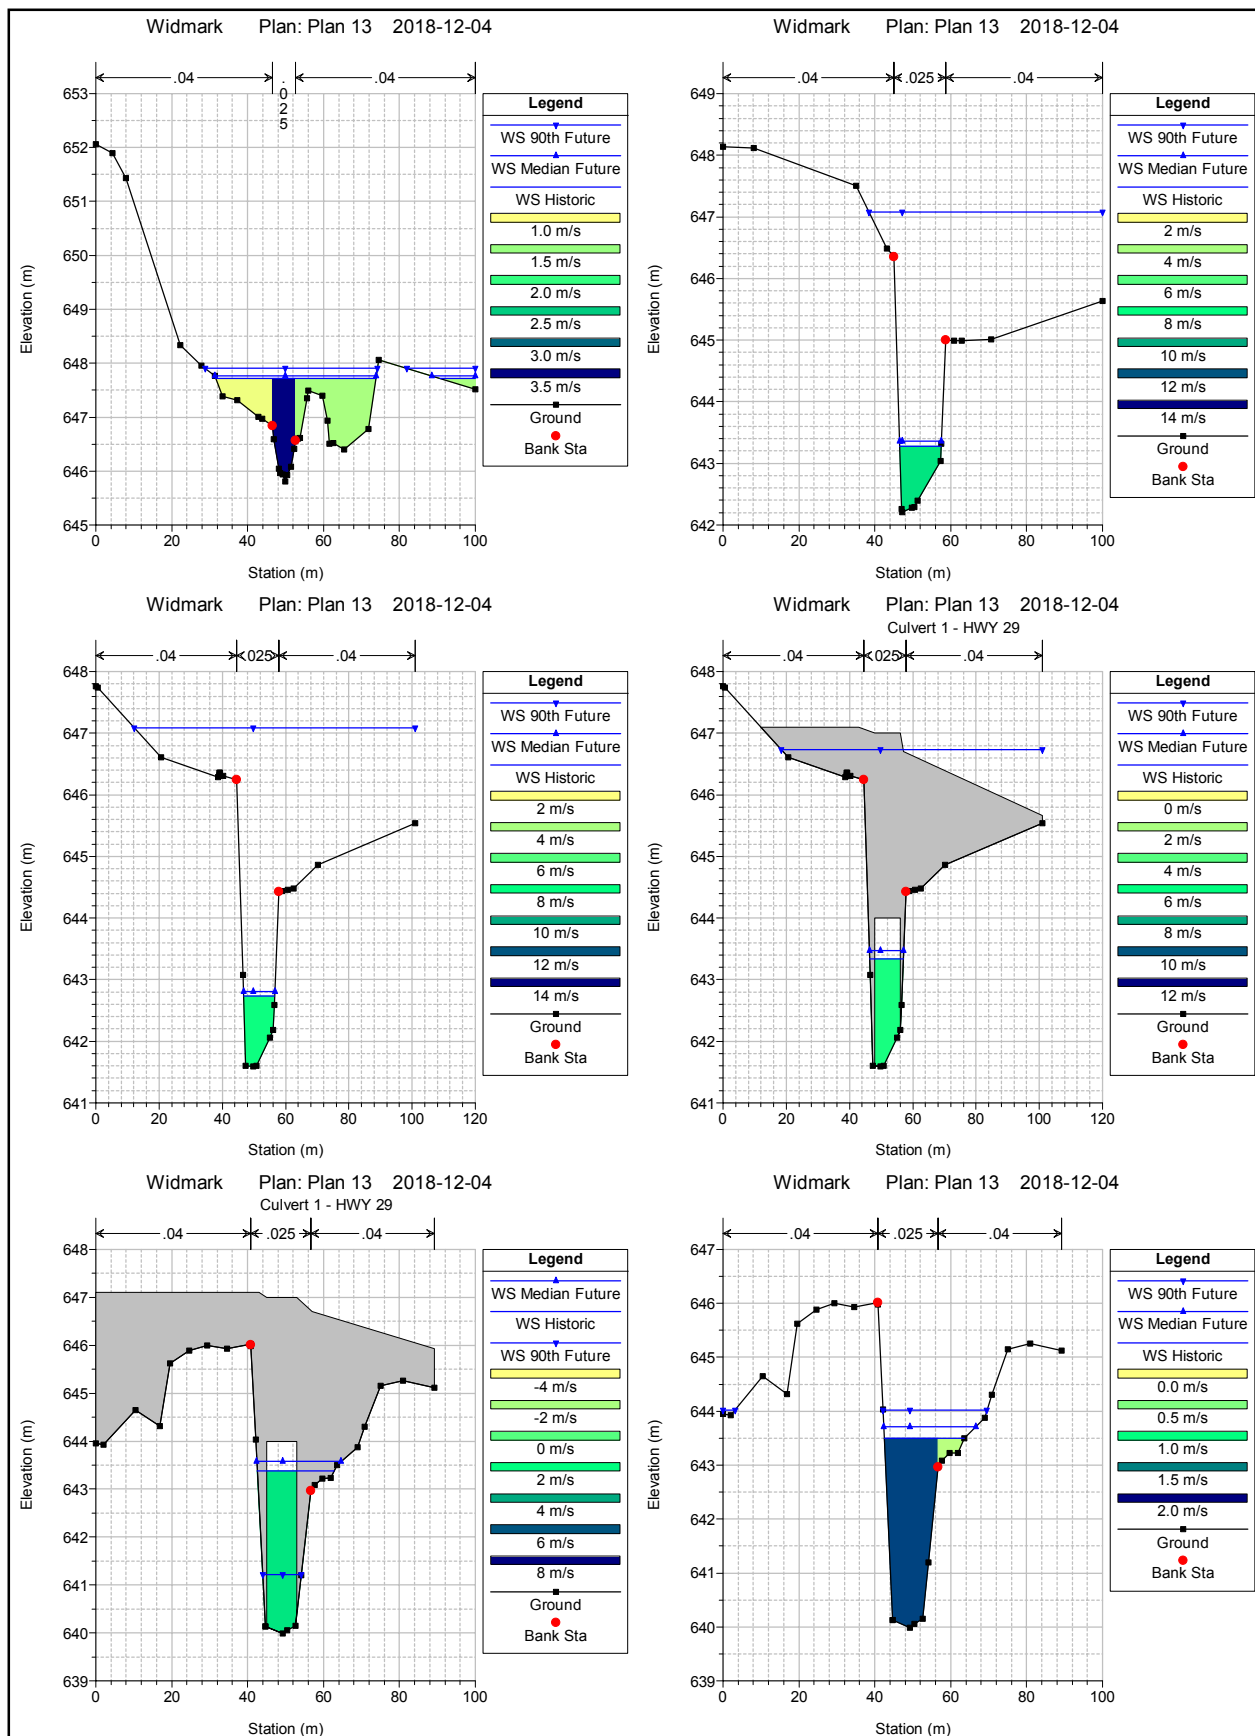 Widmark Plan: Plan 13 2018-12-04
.04 .025 .04
653
652
651
650
649
648
647
646
645
Elevation (m)
0 20 40 60 80 100
Station (m)
Legend
WS 90th Future
WS Median Future
WS Historic
1.0 m/s
1.5 m/s
2.0 m/s
2.5 m/s
3.0 m/s
3.5 m/s
Ground
Bank Sta
Widmark Plan: Plan 13 2018-12-04
.04 .025 .04
649
648
647
646
645
644
643
642
Elevation (m)
0 20 40 60 80 100
Station (m)
Legend
WS 90th Future
WS Median Future
WS Historic
2 m/s
4 m/s
6 m/s
8 m/s
10 m/s
12 m/s
14 m/s
Ground
Bank Sta
Widmark Plan: Plan 13 2018-12-04
.04 .025 .04
648
647
646
645
644
643
642
641
Elevation (m)
0 20 40 60 80 100 120
Station (m)
Legend
WS 90th Future
WS Median Future
WS Historic
2 m/s
4 m/s
6 m/s
8 m/s
10 m/s
12 m/s
14 m/s
Ground
Bank Sta
Widmark Plan: Plan 13 2018-12-04
Culvert 1 - HWY 29
.04 .025 .04
648
647
646
645
644
643
642
641
Elevation (m)
0 20 40 60 80 100 120
Station (m)
Legend
WS 90th Future
WS Median Future
WS Historic
0 m/s
2 m/s
4 m/s
6 m/s
8 m/s
10 m/s
12 m/s
Ground
Bank Sta
Widmark Plan: Plan 13 2018-12-04
Culvert 1 - HWY 29
.04 .025 .04
648
647
646
645
644
643
642
641
640
639
Elevation (m)
0 20 40 60 80 100
Station (m)
Legend
WS Median Future
WS Historic
WS 90th Future
-4 m/s
-2 m/s
0 m/s
2 m/s
4 m/s
6 m/s
8 m/s
Ground
Bank Sta
Widmark Plan: Plan 13 2018-12-04
.04 .025 .04
647
646
645
644
643
642
641
640
639
Elevation (m)
0 20 40 60 80 100
Station (m)
Legend
WS 90th Future
WS Median Future
WS Historic
0.0 m/s
0.5 m/s
1.0 m/s
1.5 m/s
2.0 m/s
Ground
Bank Sta